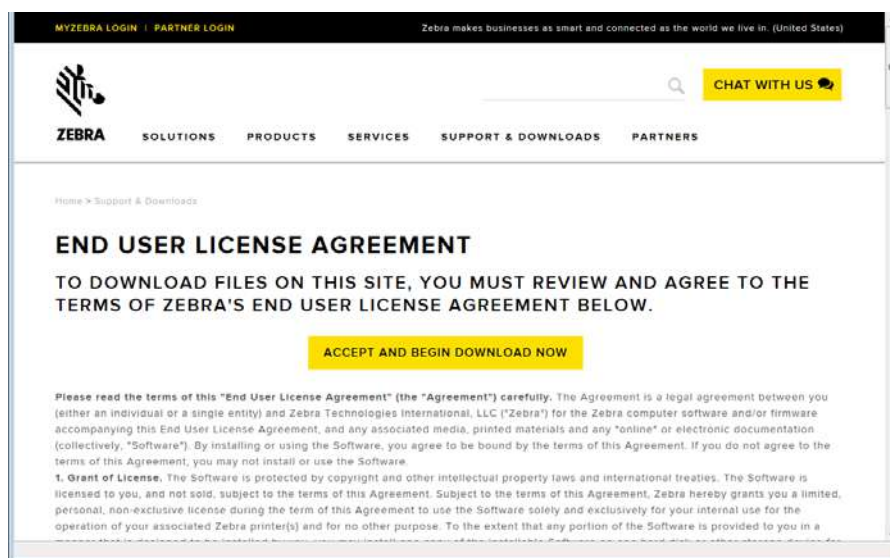 MYZEBRA LOGIN | PARTNER LOGIN
Zebra makes businesses as smart and connected as the world we live in. (United States)
CHAT WITH US
ZEBRA
SOLUTIONS PRODUCTS SERVICES SUPPORT & DOWNLOADS PARTNERS
Home > Support & Downloads
END USER LICENSE AGREEMENT
TO DOWNLOAD FILES ON THIS SITE, YOU MUST REVIEW AND AGREE TO THE
TERMS OF ZEBRA'S END USER LICENSE AGREEMENT BELOW.
ACCEPT AND BEGIN DOWNLOAD NOW
Please read the terms of this "End User License Agreement" (the "Agreement") carefully. The Agreement is a legal agreement between you
(either an individual or a single entity) and Zebra Technologies International, LLC ("Zebra") for the Zebra computer software and/or firmware
accompanying this End User License Agreement, and any associated media, printed materials and any "online" or electronic documentation
(collectively, "Software"). By installing or using the Software, you agree to be bound by the terms of this Agreement. If you do not agree to the
terms of this Agreement, you may not install or use the Software.
1. Grant of License. The Software is protected by copyright and other intellectual property laws and international treaties. The Software is
licensed to you, and not sold, subject to the terms of this Agreement. Subject to the terms of this Agreement, Zebra hereby grants you a limited,
personal, non-exclusive license during the term of this Agreement to use the Software solely and exclusively for your internal use for the
operation of your associated Zebra printer(s) and for no other purpose. To the extent that any portion of the Software is provided to you in a